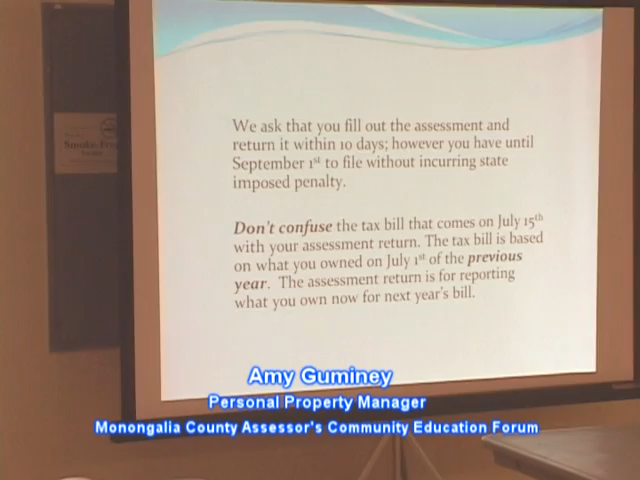 We ask that you fill out the assessment and
return it within 10 days; however you have until
September 1st to file without incurring state
imposed penalty.
Don't confuse the tax bill that comes on July 15th
with your assessment return. The tax bill is based
on what you owned on July 1st of the previous
year. The assessment return is for reporting
what you own now for next year's bill.
Smoke-Free
Amy Guminey
Personal Property Manager
Monongalia County Assessor's Community Education Forum